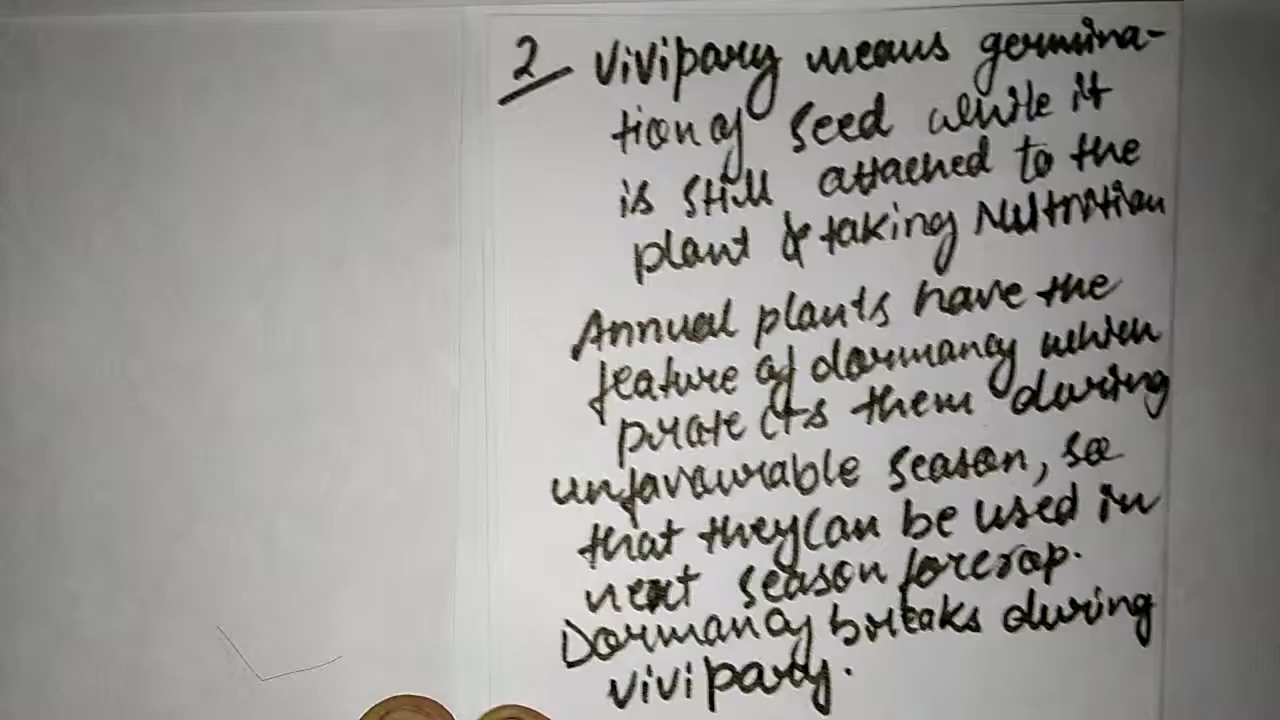 2 Vivipary means germina-
tion of seed while it
is still attached to the
plant & taking Nutrition
Annual plants have the
feature of dormancy which
protects them during
unfavourable season, so
that they can be used in
next season for crop.
Dormancy breaks during
vivipary.